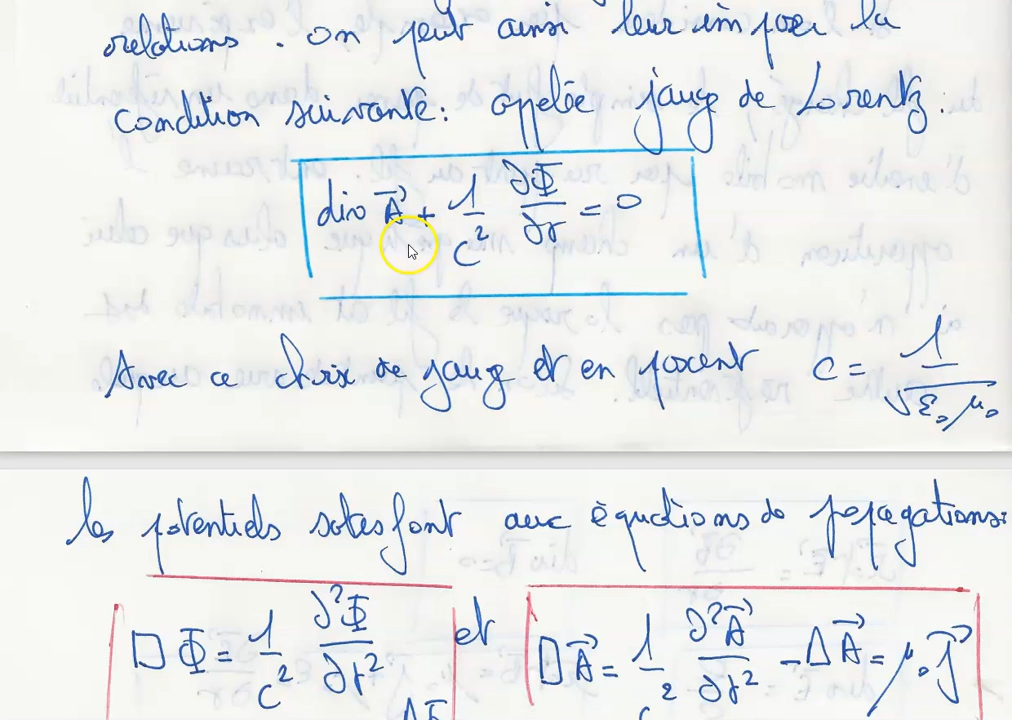 relations. On peut ainsi leur imposer la
condition suivante: appelée jauge de Lorentz:
div A⃗ + 1/c² ∂Φ/∂t = 0
Avec ce choix de jauge et en posant c = 1/√ε₀μ₀
les potentiels satisfont aux équations de propagations:
□Φ = 1/c² ∂²Φ/∂t² et □A⃗ = 1/c² ∂²A⃗/∂t² - ΔA⃗ = μ₀ J⃗